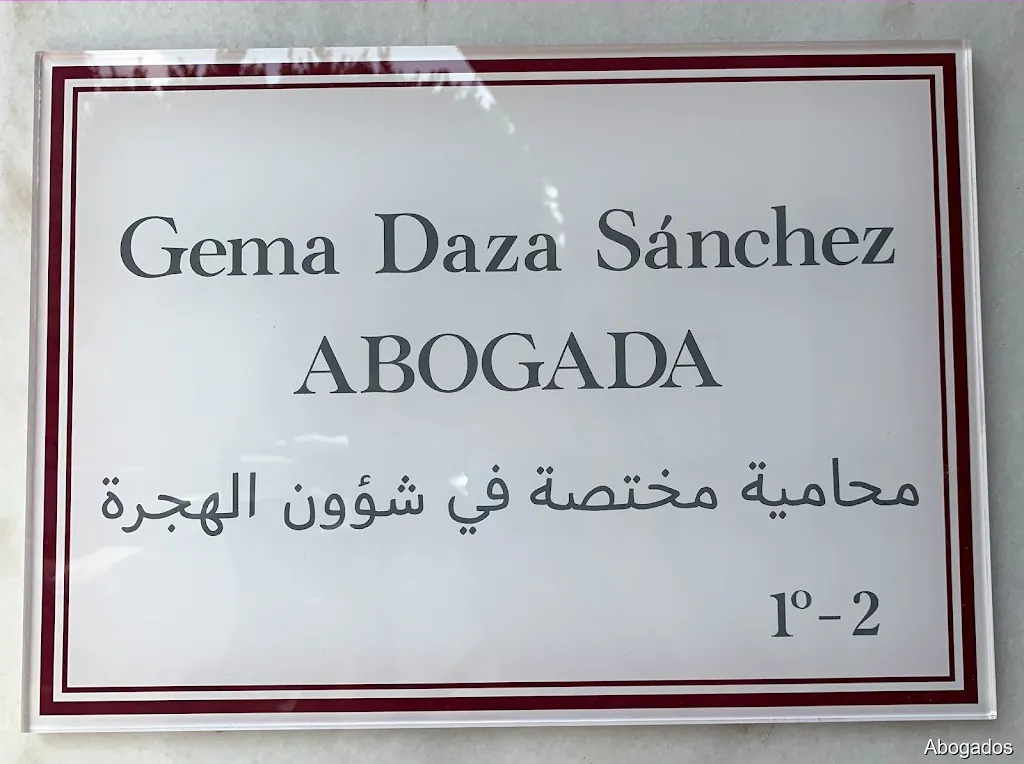 Gema Daza Sánchez
ABOGADA
محامية مختصة في شؤون الهجرة
1º-2
Abogados